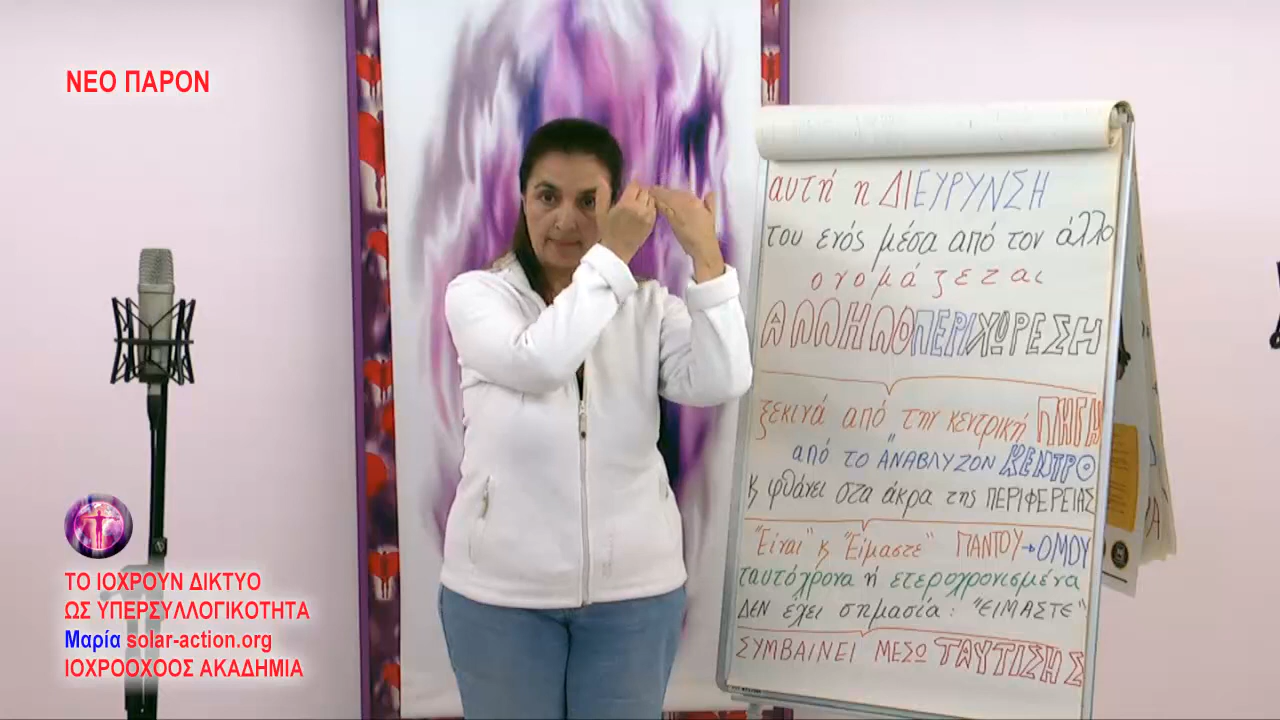 ΝΕΟ ΠΑΡΟΝ
αυτή η ΔΙΕΥΡΥΝΣΗ
του ενός μέσα από τον άλλο
ονομάζεται
ΑΛΛΗΛΟΠΕΡΙΧΩΡΕΣΗ
ξεκινά από την κεντρική ΠΗΓΗ
από το "ΑΝΑΒΛΥΖΟΝ ΚΕΝΤΡΟ
κ φθάνει στα άκρα της ΠΕΡΙΦΕΡΕΙΑΣ
"Είναι" κ "Είμαστε" ΠΑΝΤΟΥ→ΟΜΟΥ
ταυτόχρονα ή ετεροχρονισμένα
ΔΕΝ έχει σημασία: "ΕΙΜΑΣΤΕ"
ΣΥΜΒΑΙΝΕΙ ΜΕΣΩ ΤΑΥΤΙΣΗΣ
ΤΟ ΙΟΧΡΟΥΝ ΔΙΚΤΥΟ
ΩΣ ΥΠΕΡΣΥΛΛΟΓΙΚΟΤΗΤΑ
Μαρία solar-action.org
ΙΟΧΡΟΟΧΟΟΣ ΑΚΑΔΗΜΙΑ